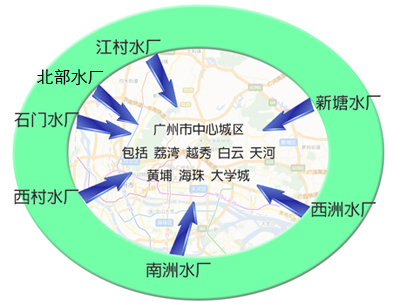 江村水厂
北部水厂
石门水厂
新塘水厂
广州市中心城区
包括 荔湾 越秀 白云 天河
黄埔 海珠 大学城
西村水厂
西洲水厂
南洲水厂